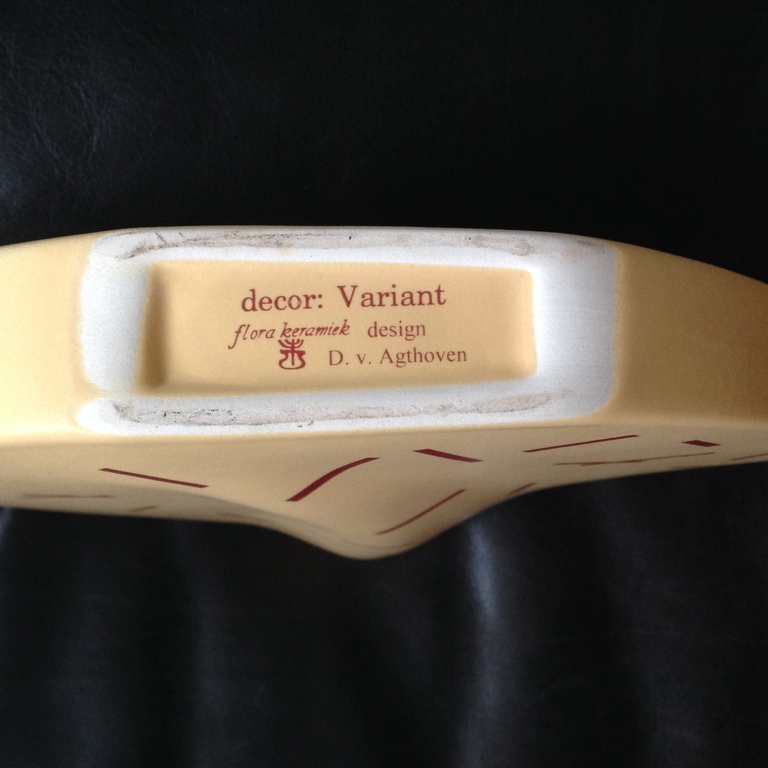 decor: Variant
flora keramiek design
D. v. Agthoven